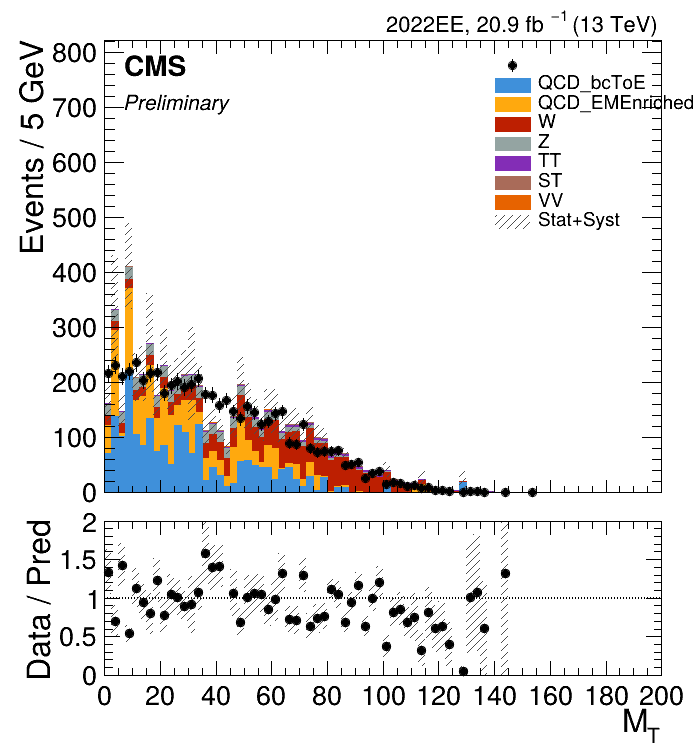 2022EE, 20.9 fb⁻¹ (13 TeV)
CMS
Preliminary
QCD_bcToE
QCD_EMEnriched
W
Z
TT
ST
VV
Stat+Syst
Events / 5 GeV
800
700
600
500
400
300
200
100
0
Data / Pred
2
1.5
1
0.5
0
0 20 40 60 80 100 120 140 160 180 200
M_T